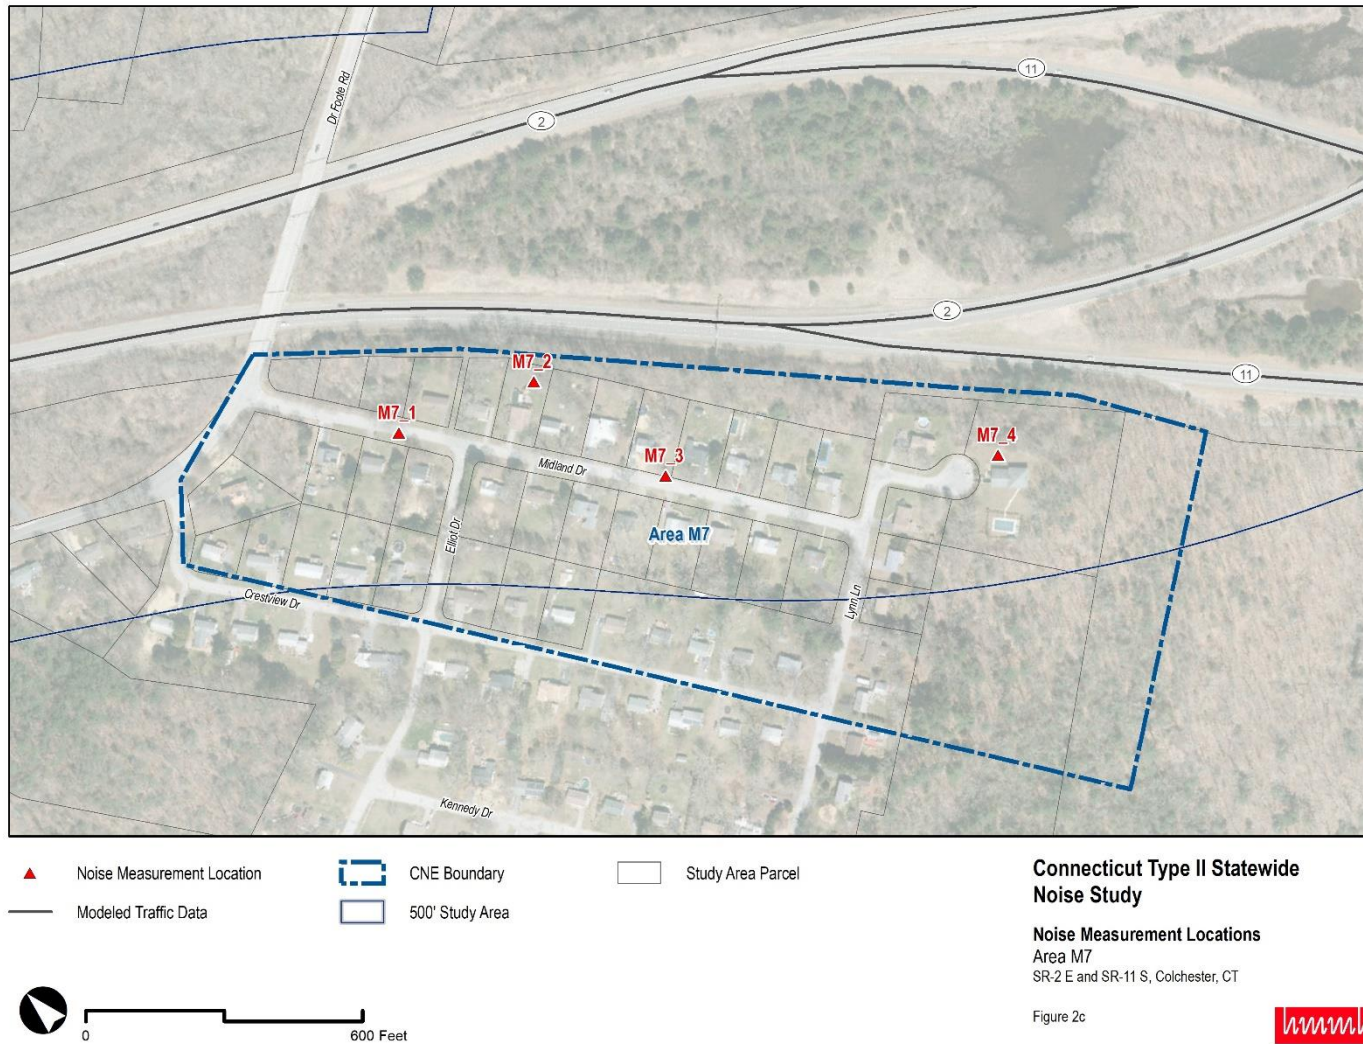 Dr Foote Rd
11
2
2
11
M7_2
M7_1
M7_4
M7_3
Midland Dr
Area M7
Elliot Dr
Crestview Dr
Lynn Ln
Kennedy Dr
Noise Measurement Location
CNE Boundary
Study Area Parcel
Modeled Traffic Data
500' Study Area
Connecticut Type II Statewide
Noise Study
Noise Measurement Locations
Area M7
SR-2 E and SR-11 S, Colchester, CT
Figure 2c
0
600 Feet